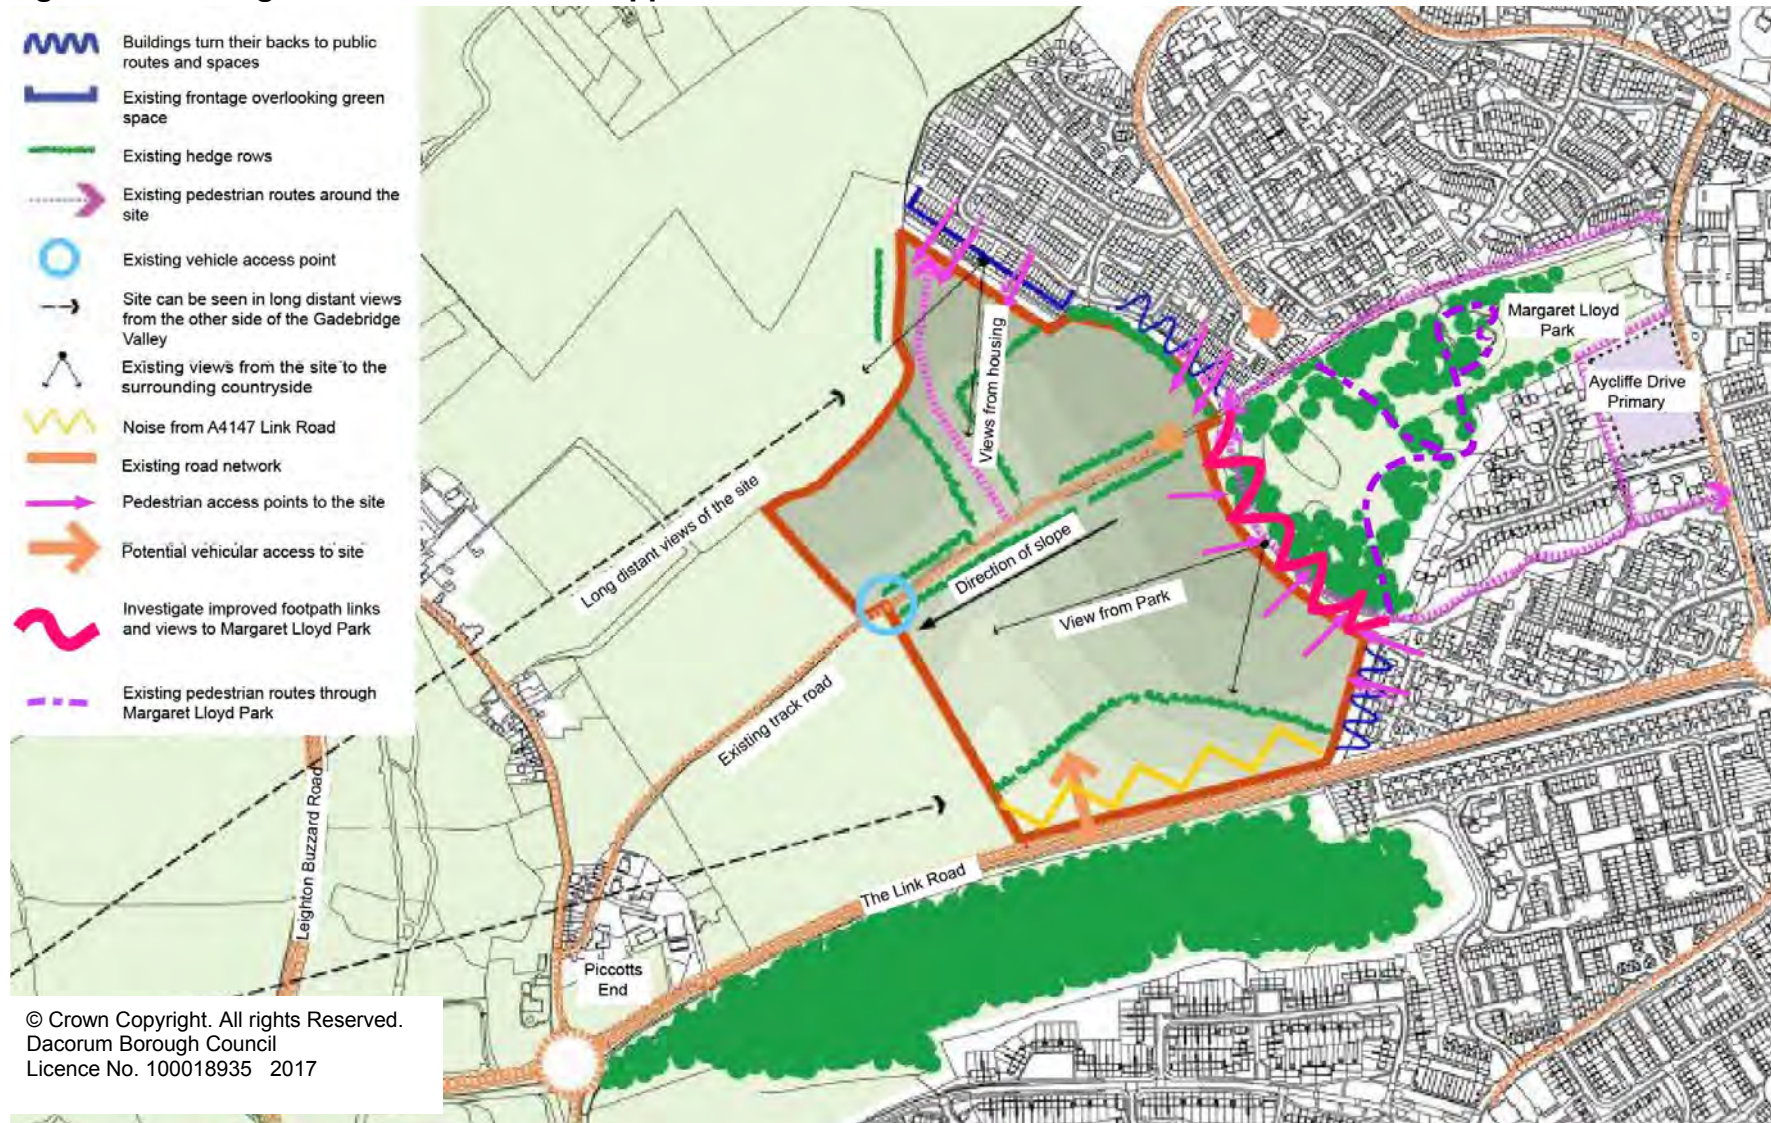 Buildings turn their backs to public
routes and spaces
Existing frontage overlooking green
space
Existing hedge rows
Existing pedestrian routes around the
site
Existing vehicle access point
Site can be seen in long distant views
from the other side of the Gadebridge
Valley
Existing views from the site to the
surrounding countryside
Noise from A4147 Link Road
Existing road network
Pedestrian access points to the site
Potential vehicular access to site
Investigate improved footpath links
and views to Margaret Lloyd Park
Existing pedestrian routes through
Margaret Lloyd Park
Views from housing
Margaret Lloyd
Park
Aycliffe Drive
Primary
Long distant views of the site
Direction of slope
View from Park
Existing track road
Leighton Buzzard Road
The Link Road
Piccotts
End
© Crown Copyright. All rights Reserved.
Dacorum Borough Council
Licence No. 100018935 2017